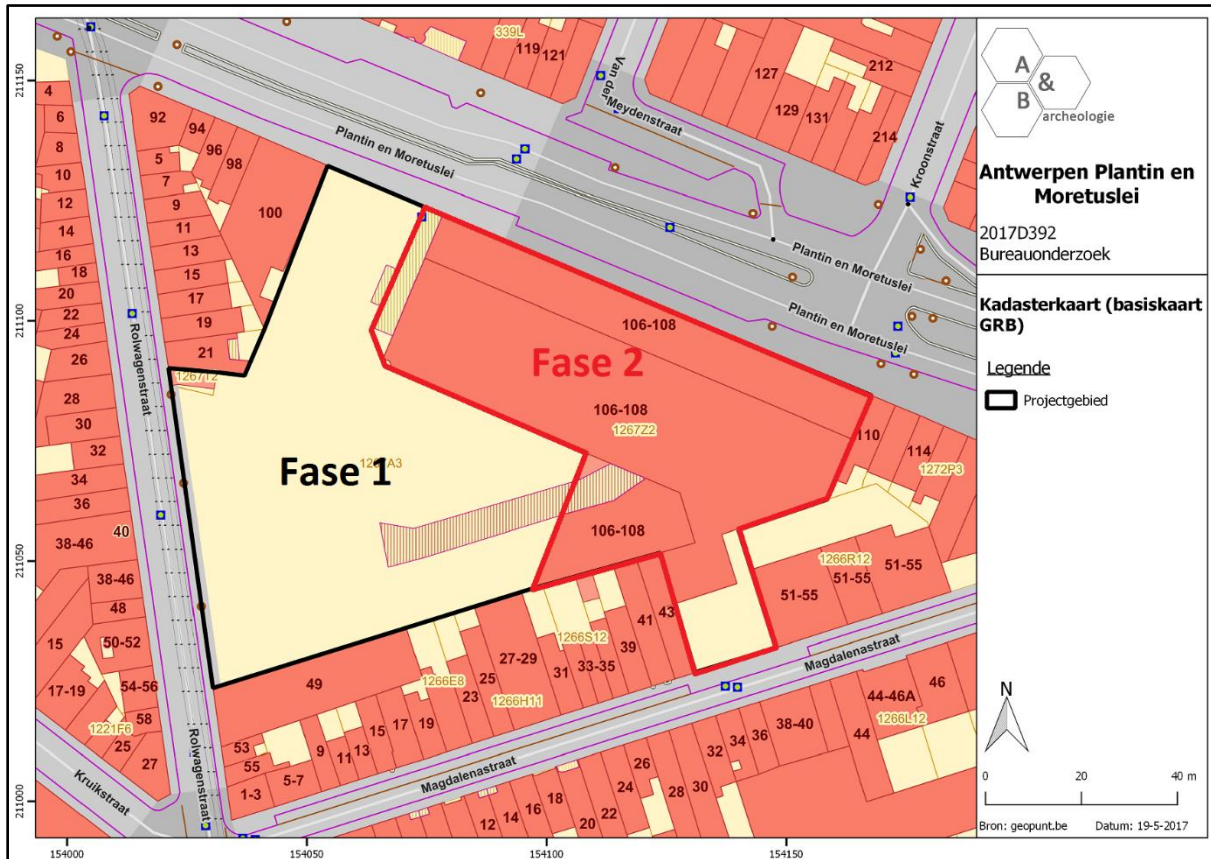 A
&
B
archeologie
Antwerpen Plantin en
Moretuslei
2017D392
Bureauonderzoek
Kadasterkaart (basiskaart
GRB)
Legende
Projectgebied
N
0 20 40 m
Bron: geopunt.be Datum: 19-5-2017
211150
211100
211050
211000
154000 154050 154100 154150
Fase 1
Fase 2
Plantin en Moretuslei
Plantin en Moretuslei
Plantin en Moretuslei
Van der
Meydenstraat
Kroonstraat
Rolwagenstraat
Rolwagenstraat
Kruikstraat
Magdalenastraat
Magdalenastraat
339L
119
121
127
129
131
212
214
4
6
8
10
12
14
16
18
20
22
24
26
28
30
32
34
36
38-46
40
38-46
48
50-52
54-56
58
15
17-19
1221F6
25
27
92
94
96
98
100
5
7
9
11
13
15
17
19
21
1267T2
106-108
106-108
1267Z2
106-108
110
114
1272P3
1266R12
51-55
51-55
51-55
49
53
55
1-3
5-7
9
11
13
15
17
19
1266E8
23
25
27-29
1266H11
31
1266S12
33-35
39
41
43
12
14
16
18
20
22
24
26
28
30
32
34
36
38-40
44
44-46A
46
1266L12